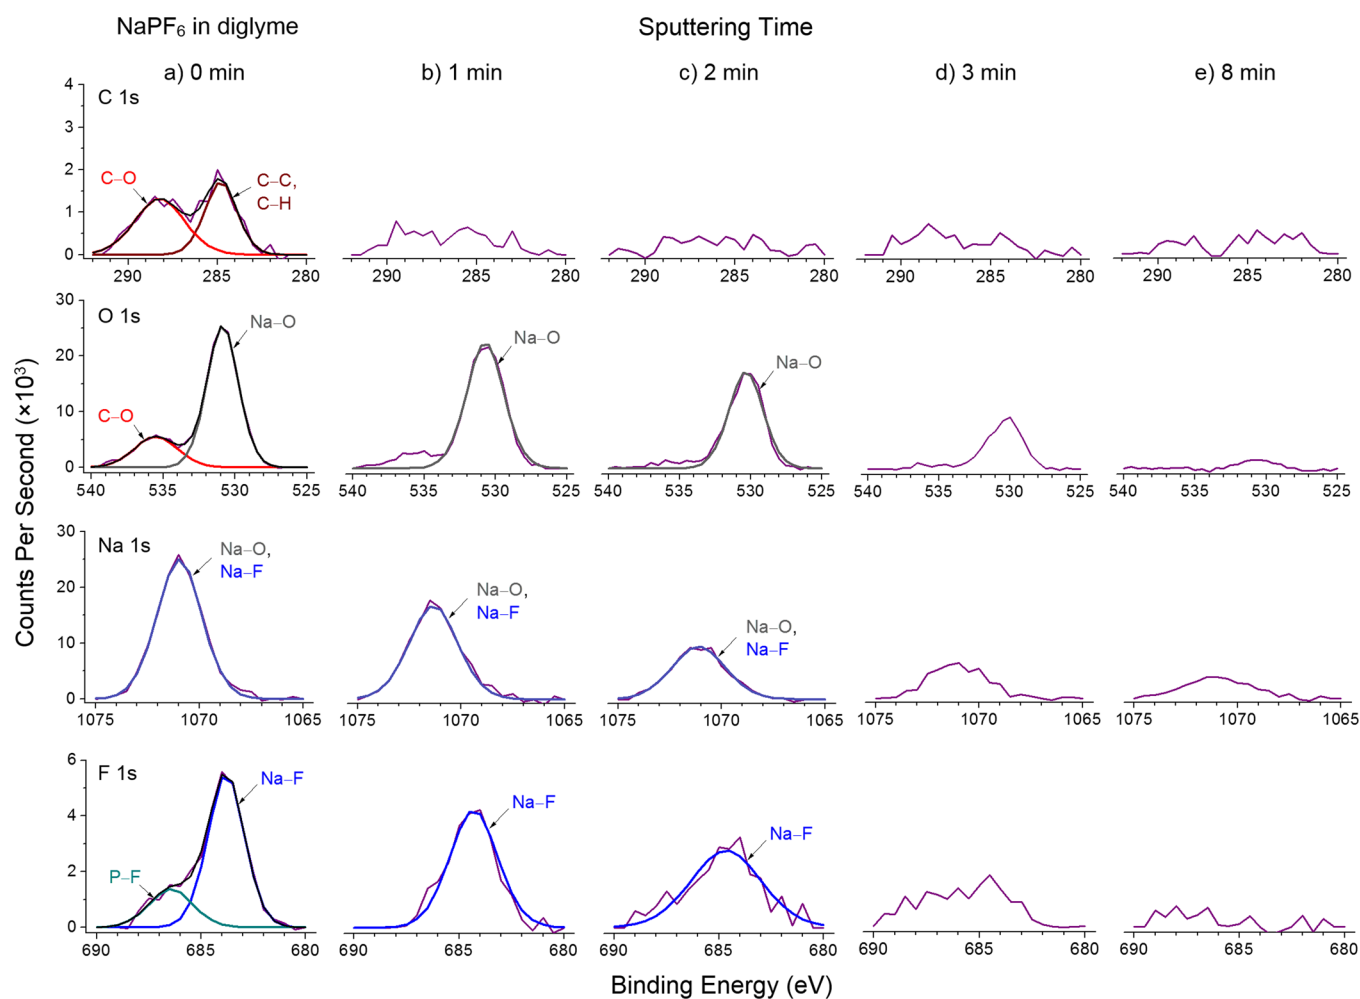 NaPF₆ in diglyme
Sputtering Time
a) 0 min
b) 1 min
c) 2 min
d) 3 min
e) 8 min
Counts Per Second (×10³)
C 1s
4
3
2
1
0
C–O
C–C,
C–H
290 285 280
290 285 280
290 285 280
290 285 280
290 285 280
O 1s
30
20
10
0
C–O
Na–O
Na–O
Na–O
540 535 530 525
540 535 530 525
540 535 530 525
540 535 530 525
540 535 530 525
Na 1s
30
20
10
0
Na–O,
Na–F
Na–O,
Na–F
Na–O,
Na–F
1075 1070 1065
1075 1070 1065
1075 1070 1065
1075 1070 1065
1075 1070 1065
F 1s
6
4
2
0
P–F
Na–F
Na–F
Na–F
690 684 680
690 684 680
690 684 680
690 685 680
690 685 680
Binding Energy (eV)